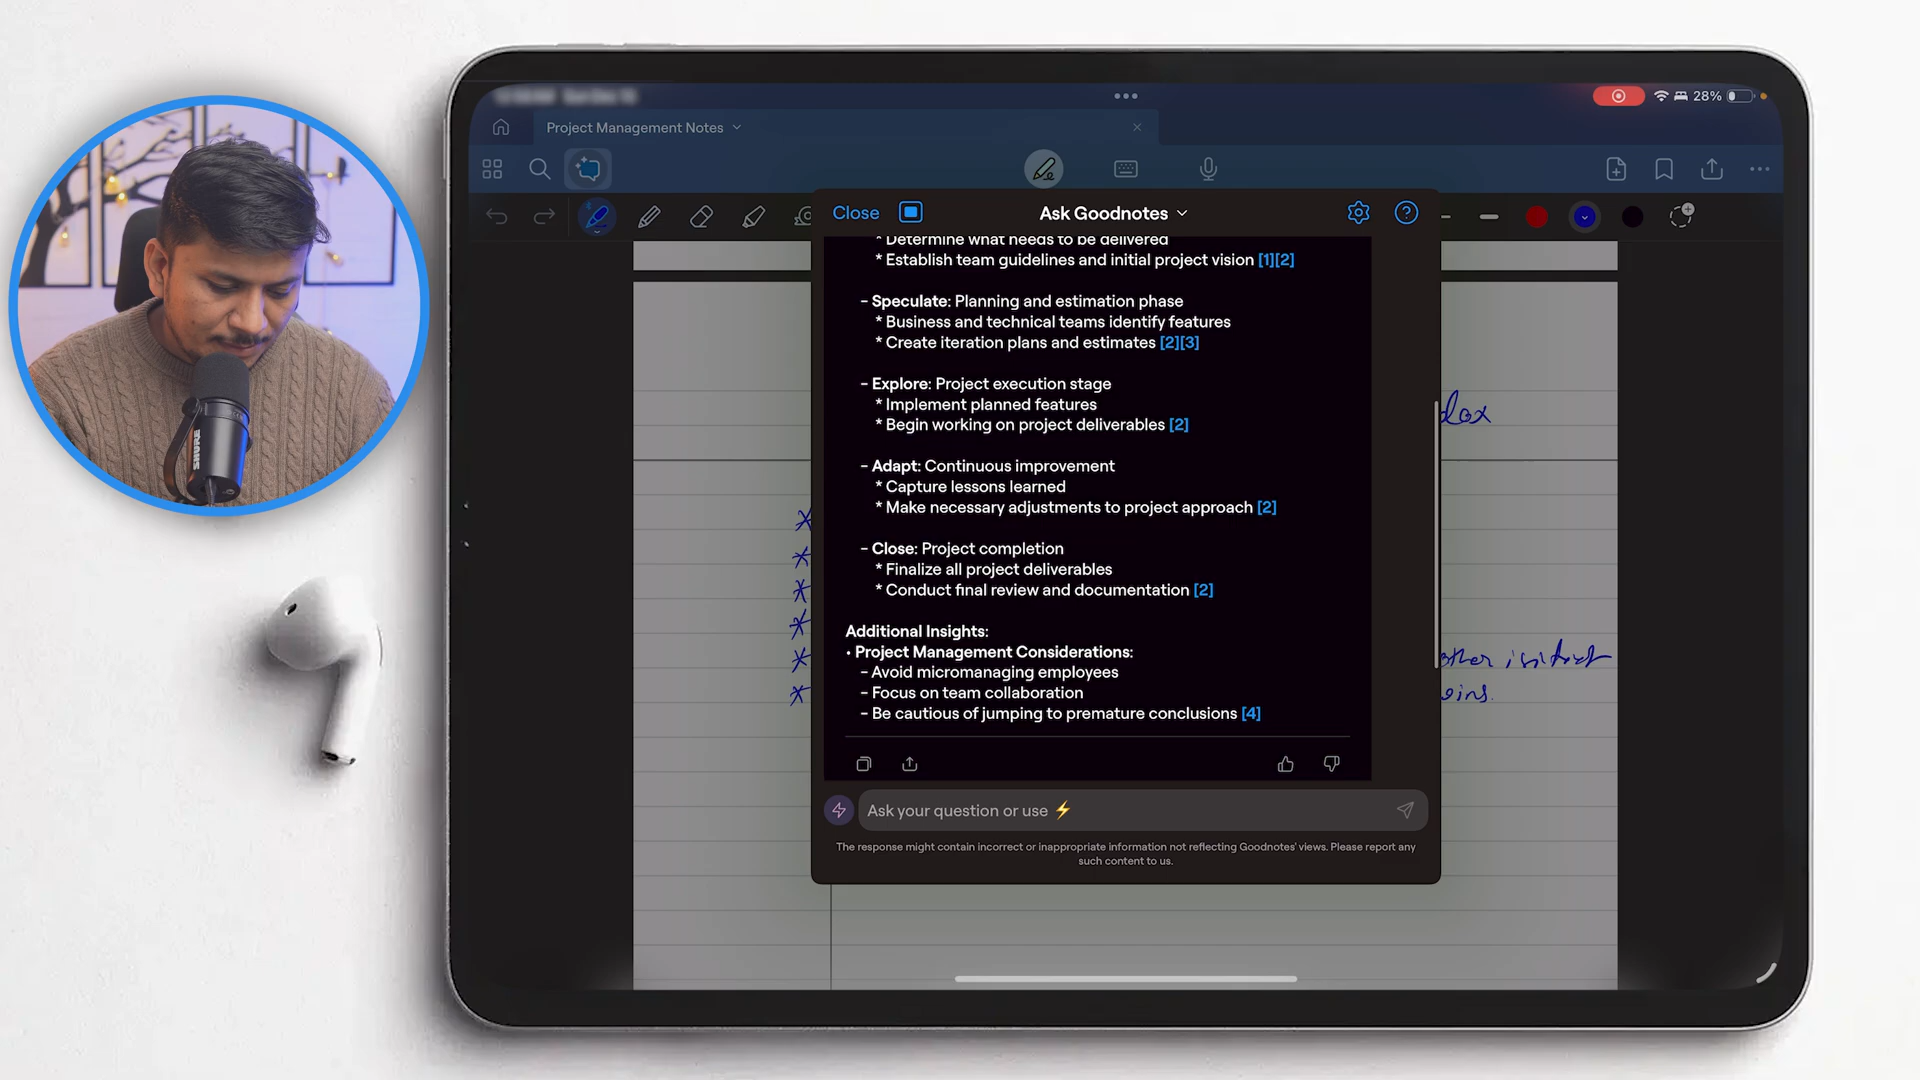 28%
Project Management Notes
Close
Ask Goodnotes
* Determine what needs to be delivered
* Establish team guidelines and initial project vision [1][2]
- Speculate: Planning and estimation phase
* Business and technical teams identify features
* Create iteration plans and estimates [2][3]
- Explore: Project execution stage
* Implement planned features
* Begin working on project deliverables [2]
- Adapt: Continuous improvement
* Capture lessons learned
* Make necessary adjustments to project approach [2]
- Close: Project completion
* Finalize all project deliverables
* Conduct final review and documentation [2]
Additional Insights:
• Project Management Considerations:
- Avoid micromanaging employees
- Focus on team collaboration
- Be cautious of jumping to premature conclusions [4]
Ask your question or use ⚡
The response might contain incorrect or inappropriate information not reflecting Goodnotes' views. Please report any
such content to us.
SHURE